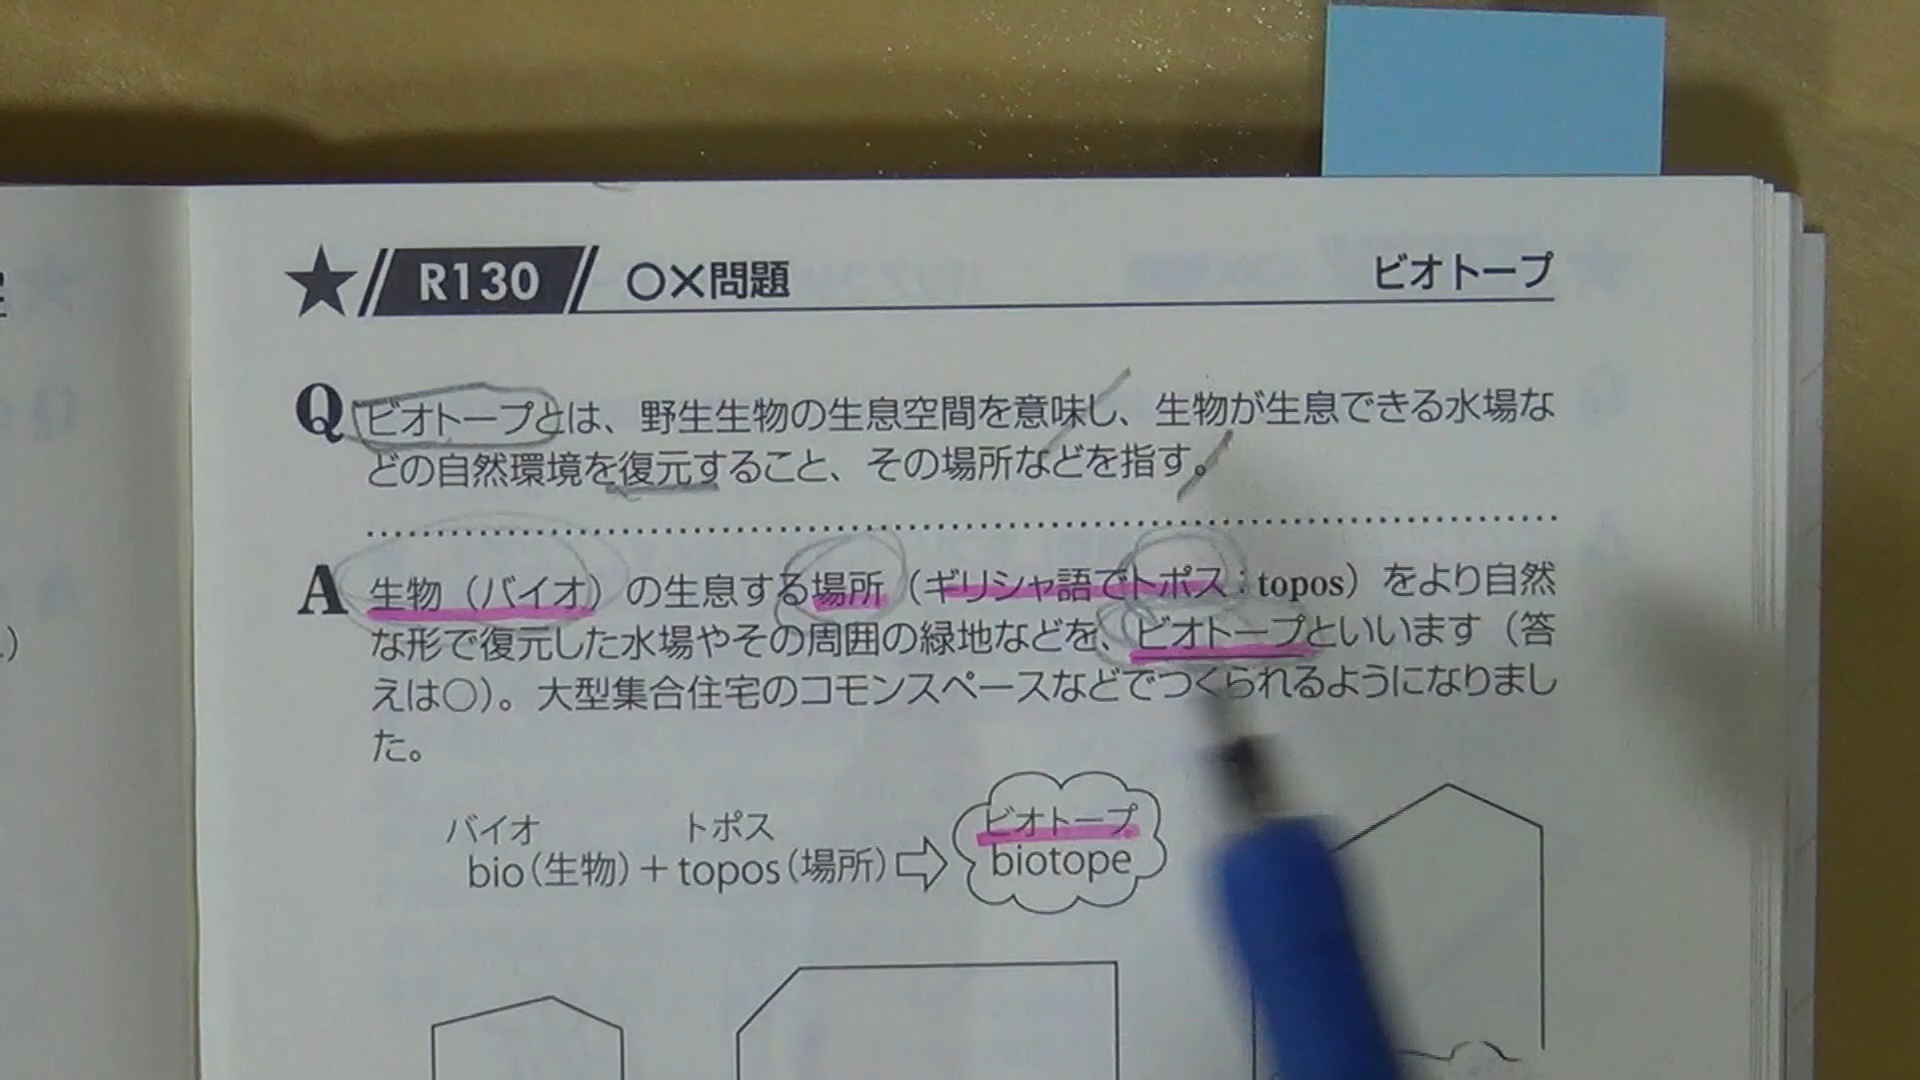 ★ R130 ○×問題 ビオトープ
Q ビオトープとは、野生生物の生息空間を意味し、生物が生息できる水場な
どの自然環境を復元すること、その場所などを指す。
A 生物（バイオ）の生息する場所（ギリシャ語でトポス：topos）をより自然
な形で復元した水場やその周囲の緑地などを、ビオトープといいます（答
えは○）。大型集合住宅のコモンスペースなどでつくられるようになりまし
た。
バイオ トポス ビオトープ
bio(生物)+topos(場所)⇨biotope